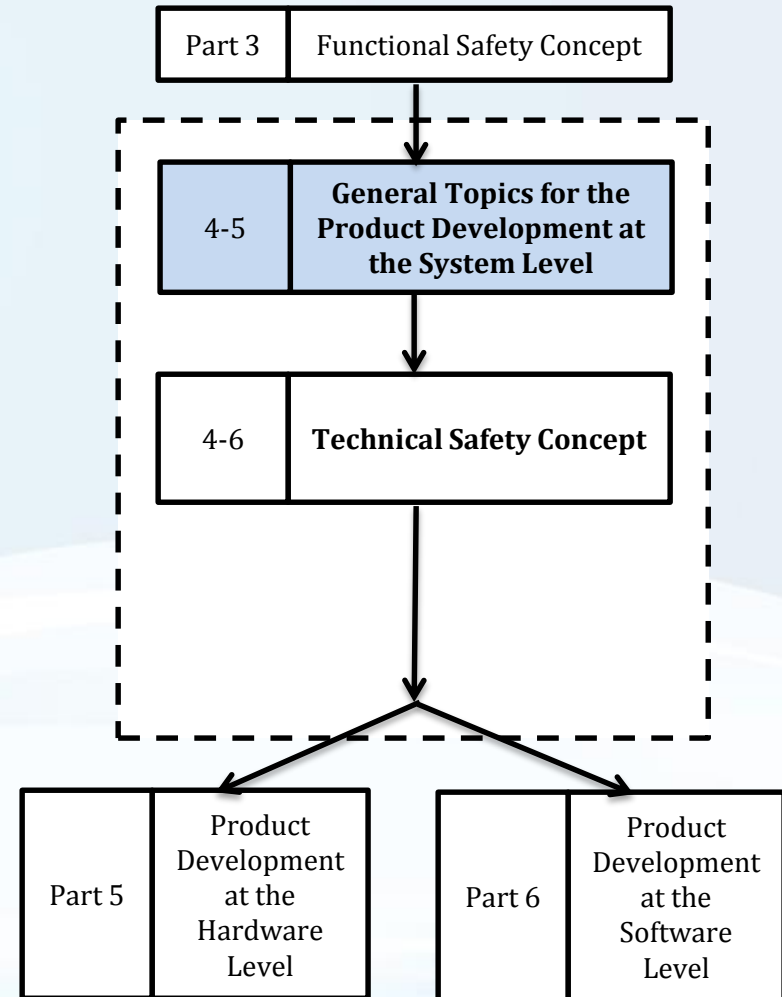 Part 3
Functional Safety Concept
4-5
General Topics for the
Product Development at
the System Level
4-6
Technical Safety Concept
Part 5
Product
Development
at the
Hardware
Level
Part 6
Product
Development
at the
Software
Level